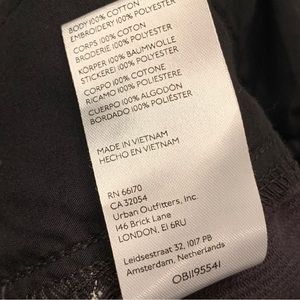 BODY 100% COTTON
EMBROIDERY 100% POLYESTER
CORPS 100% COTON
BRODERIE 100% POLYESTER
KÖRPER 100% BAUMWOLLE
STICKEREI 100% POLYESTER
CORPO 100% COTONE
RICAMO 100% POLIESTERE
CUERPO 100% ALGODÓN
BORDADO 100% POLIÉSTER
MADE IN VIETNAM
HECHO EN VIETNAM
RN 66170
CA 32054
Urban Outfitters, Inc
146 Brick Lane
LONDON, E1 6RU
Leidsestraat 32, 1017 PB
Amsterdam, Netherlands
OB1195541